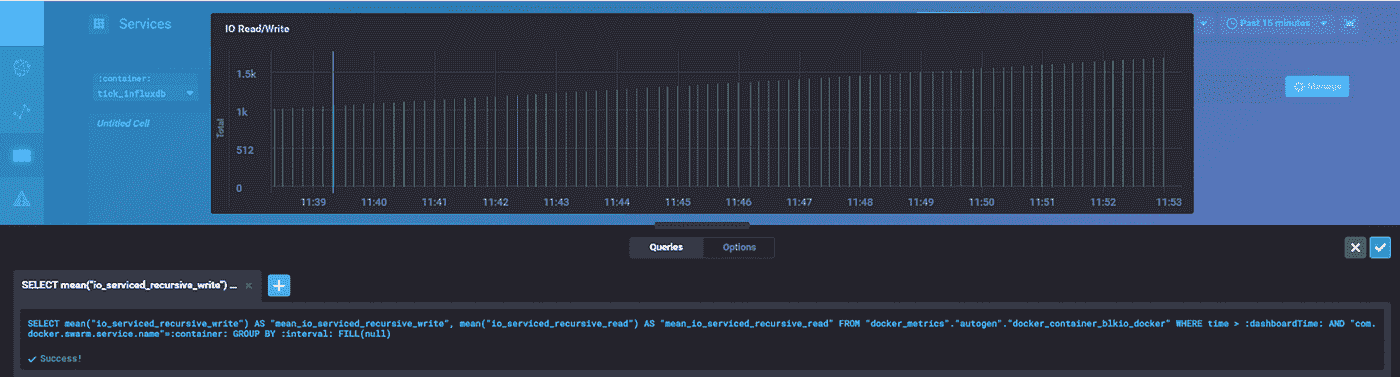 Services
Past 15 minutes
IO Read/Write
:container:
tick_influxdb
Untitled Cell
Manage
Total
1.5k
1k
512
0
11:39 11:40 11:41 11:42 11:43 11:44 11:45 11:46 11:47 11:48 11:49 11:50 11:51 11:52 11:53
Queries Options
SELECT mean("io_serviced_recursive_write") ...
SELECT mean("io_serviced_recursive_write") AS "mean_io_serviced_recursive_write", mean("io_serviced_recursive_read") AS "mean_io_serviced_recursive_read" FROM "docker_metrics"."autogen"."docker_container_blkio_docker" WHERE time > :dashboardTime: AND "com.
docker.swarm.service.name"=:container: GROUP BY :interval: FILL(null)
Success!